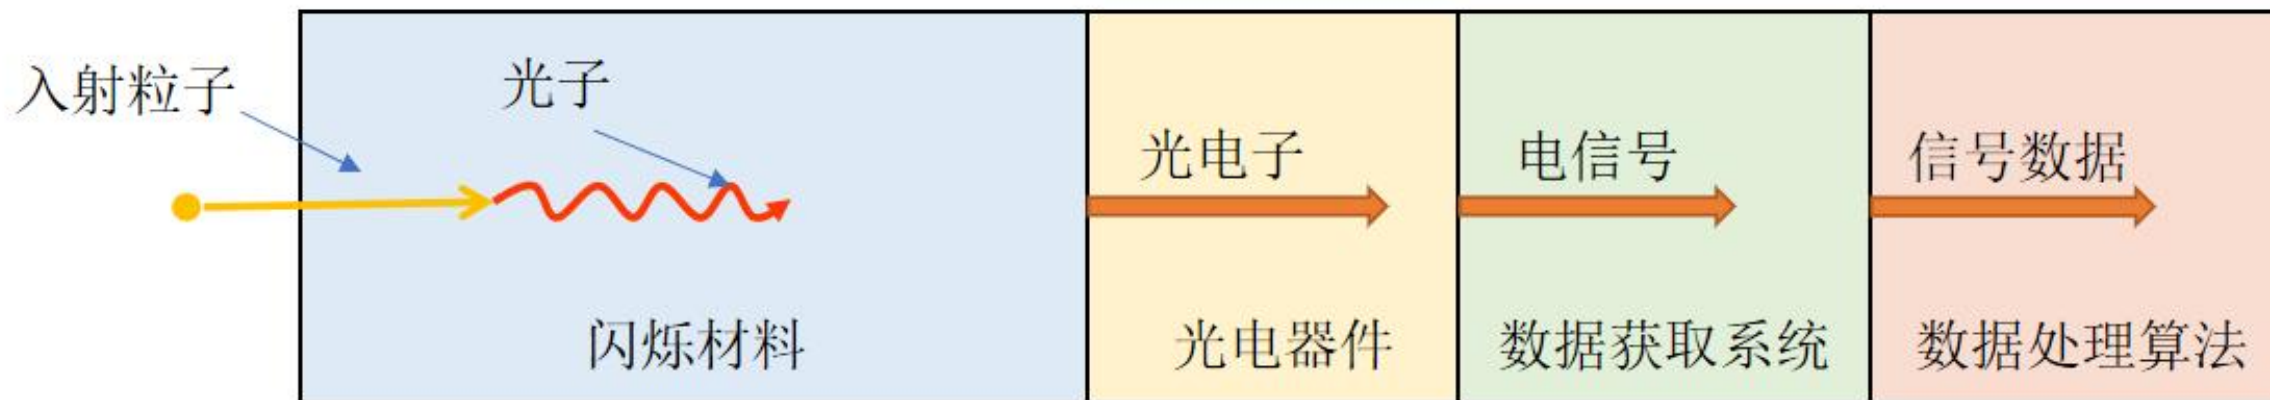 入射粒子
光子
光电子
电信号
信号数据
闪烁材料
光电器件
数据获取系统
数据处理算法